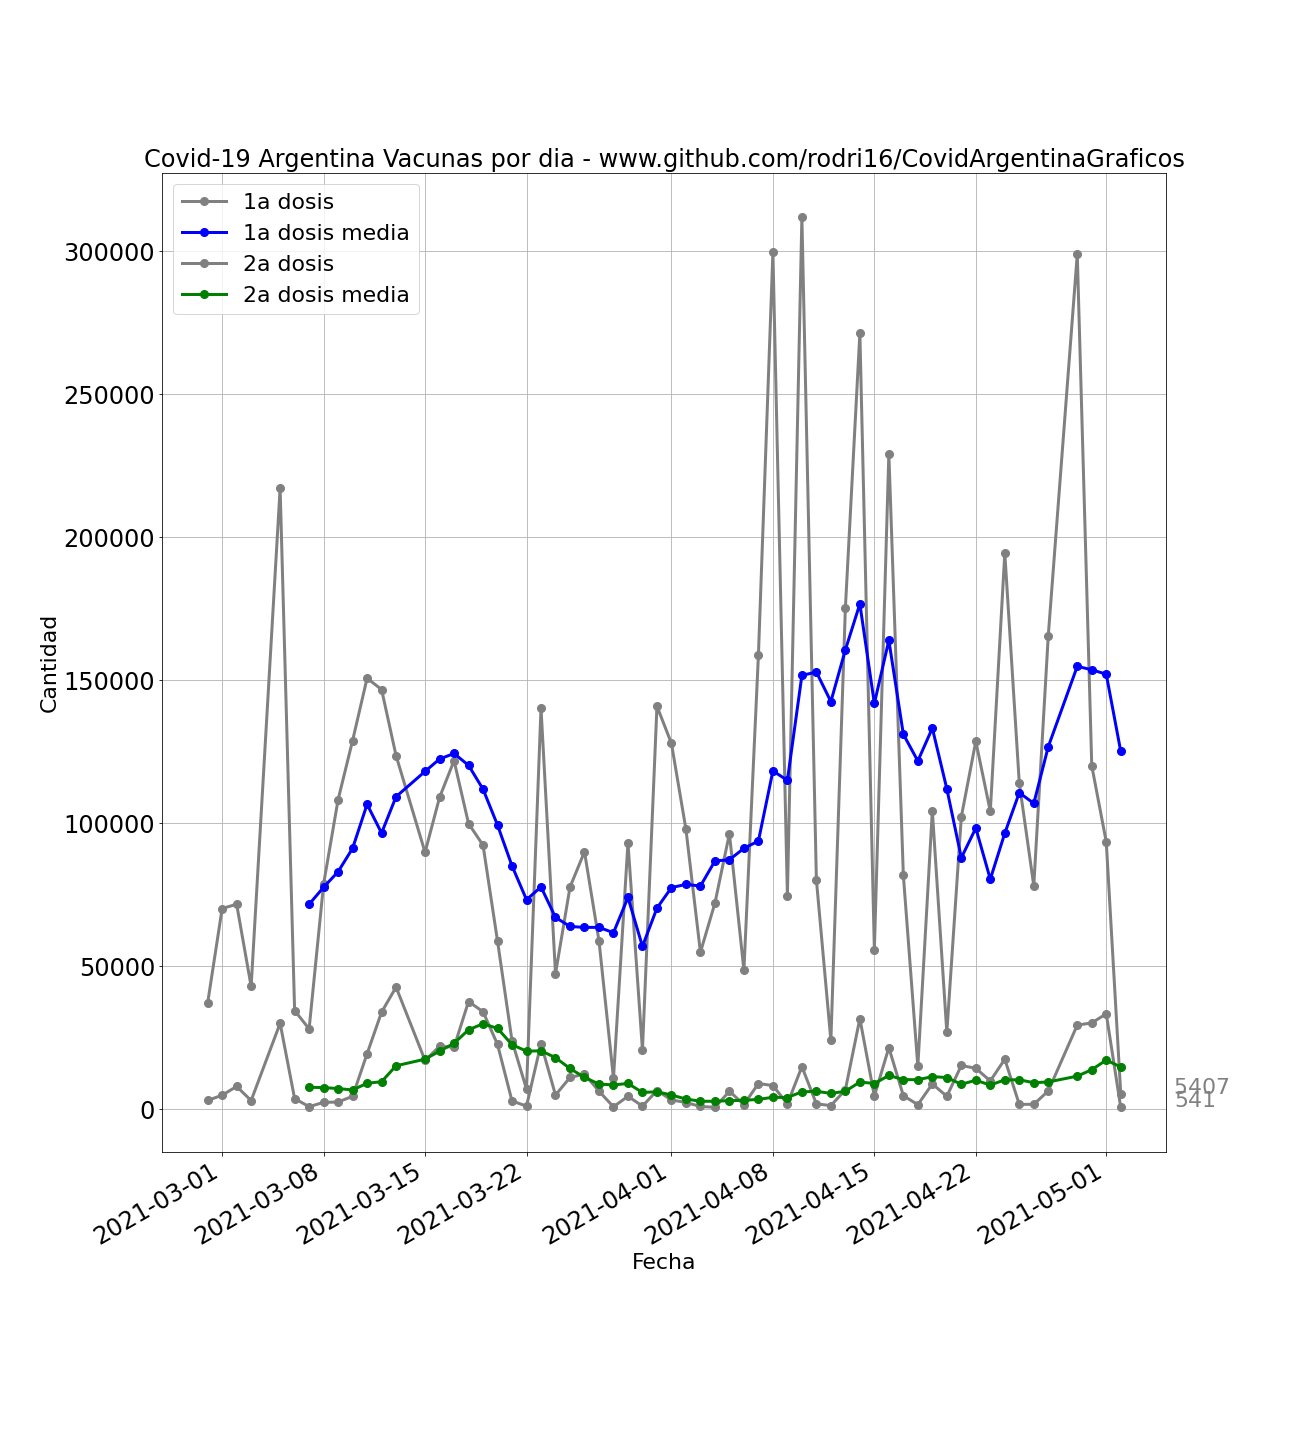 Covid-19 Argentina Vacunas por dia - www.github.com/rodri16/CovidArgentinaGraficos
1a dosis
1a dosis media
2a dosis
2a dosis media
300000
250000
200000
150000
100000
50000
0
Cantidad
5407
541
2021-03-01
2021-03-08
2021-03-15
2021-03-22
2021-04-01
2021-04-08
2021-04-15
2021-04-22
2021-05-01
Fecha